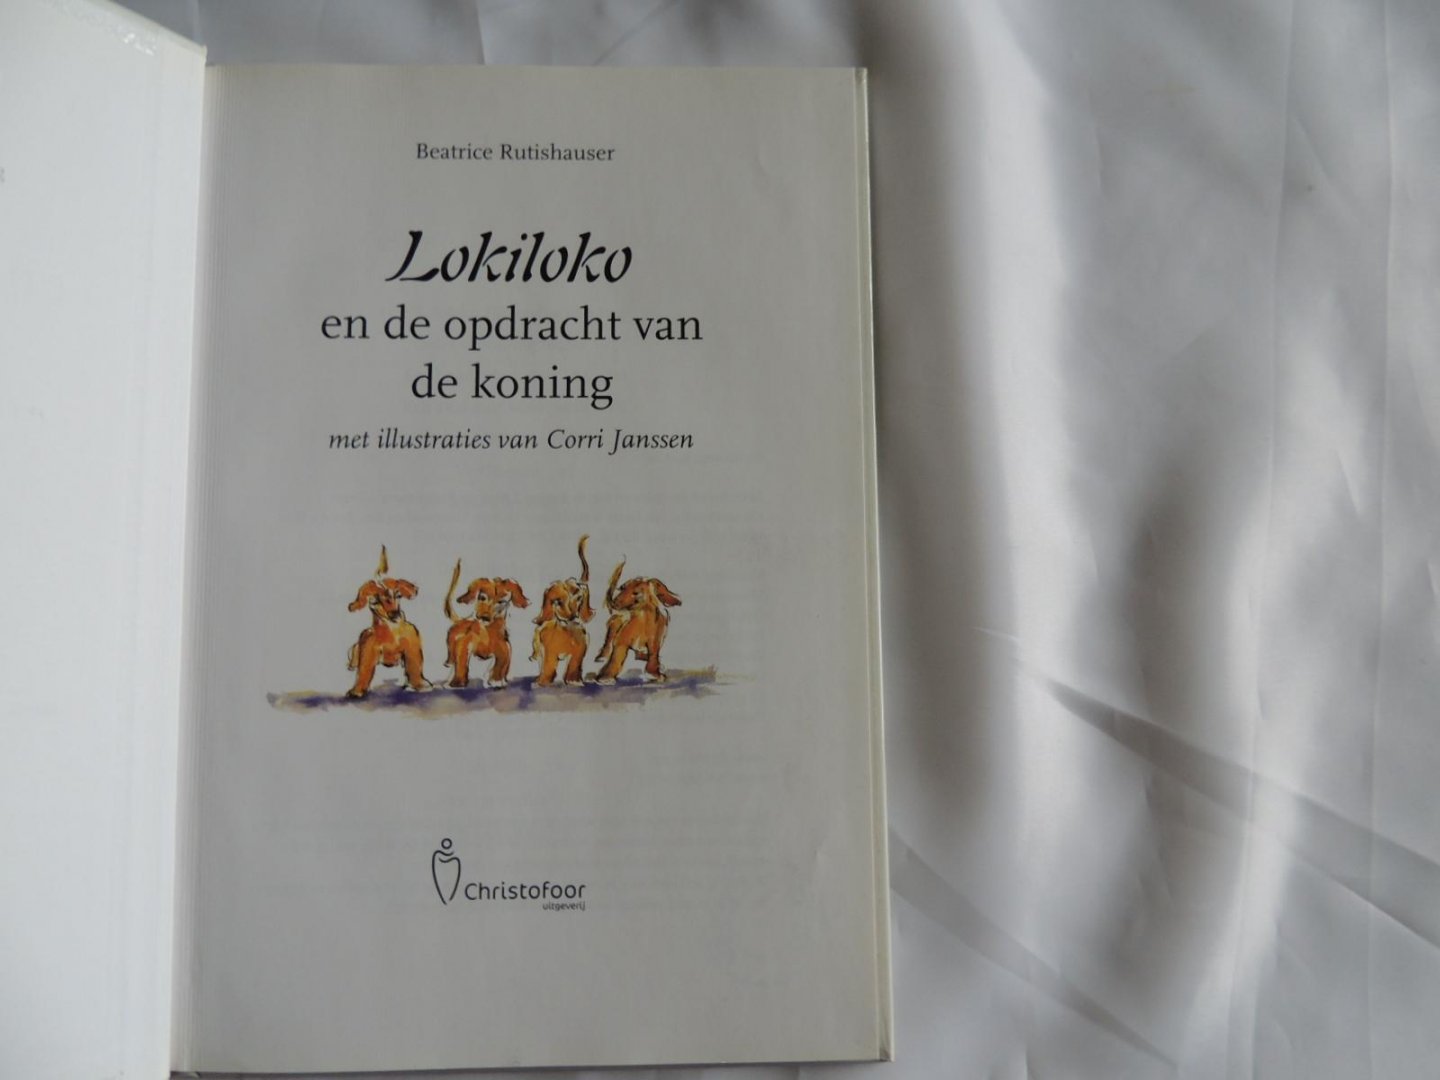 Beatrice Rutishauser
Lokiloko
en de opdracht van
de koning
met illustraties van Corri Janssen
Christofoor
uitgeverij